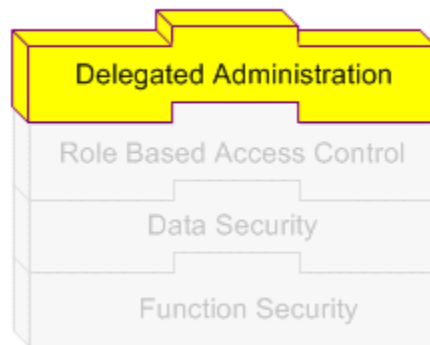 Delegated Administration
Role Based Access Control
Data Security
Function Security